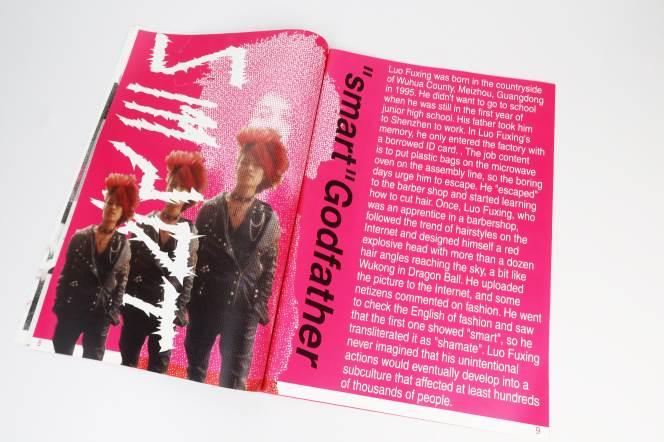 SMART
"smart"Godfather
Luo Fuxing was born in the countryside
of Wuhua County, Meizhou, Guangdong
in 1995. He didn't want to go to school
when he was still in the first year of
junior high school. His father took him
to Shenzhen to work. In Luo Fuxing's
memory, he only entered the factory with
a borrowed ID card. , The job content
is to put plastic bags on the microwave
oven on the assembly line, so the boring
days urge him to escape. He "escaped"
to the barber shop and started learning
how to cut hair. Once, Luo Fuxing, who
was an apprentice in a barbershop,
followed the trend of hairstyles on the
Internet and designed himself a red
explosive head with more than a dozen
hair angles reaching the sky, a bit like
Wukong in Dragon Ball. He uploaded
the picture to the Internet, and some
netizens commented on fashion. He went
to check the English of fashion and saw
that the first one showed "smart", so he
transliterated it as "shamate". Luo Fuxing
never imagined that his unintentional
actions would eventually develop into a
subculture that affected at least hundreds
of thousands of people.
9